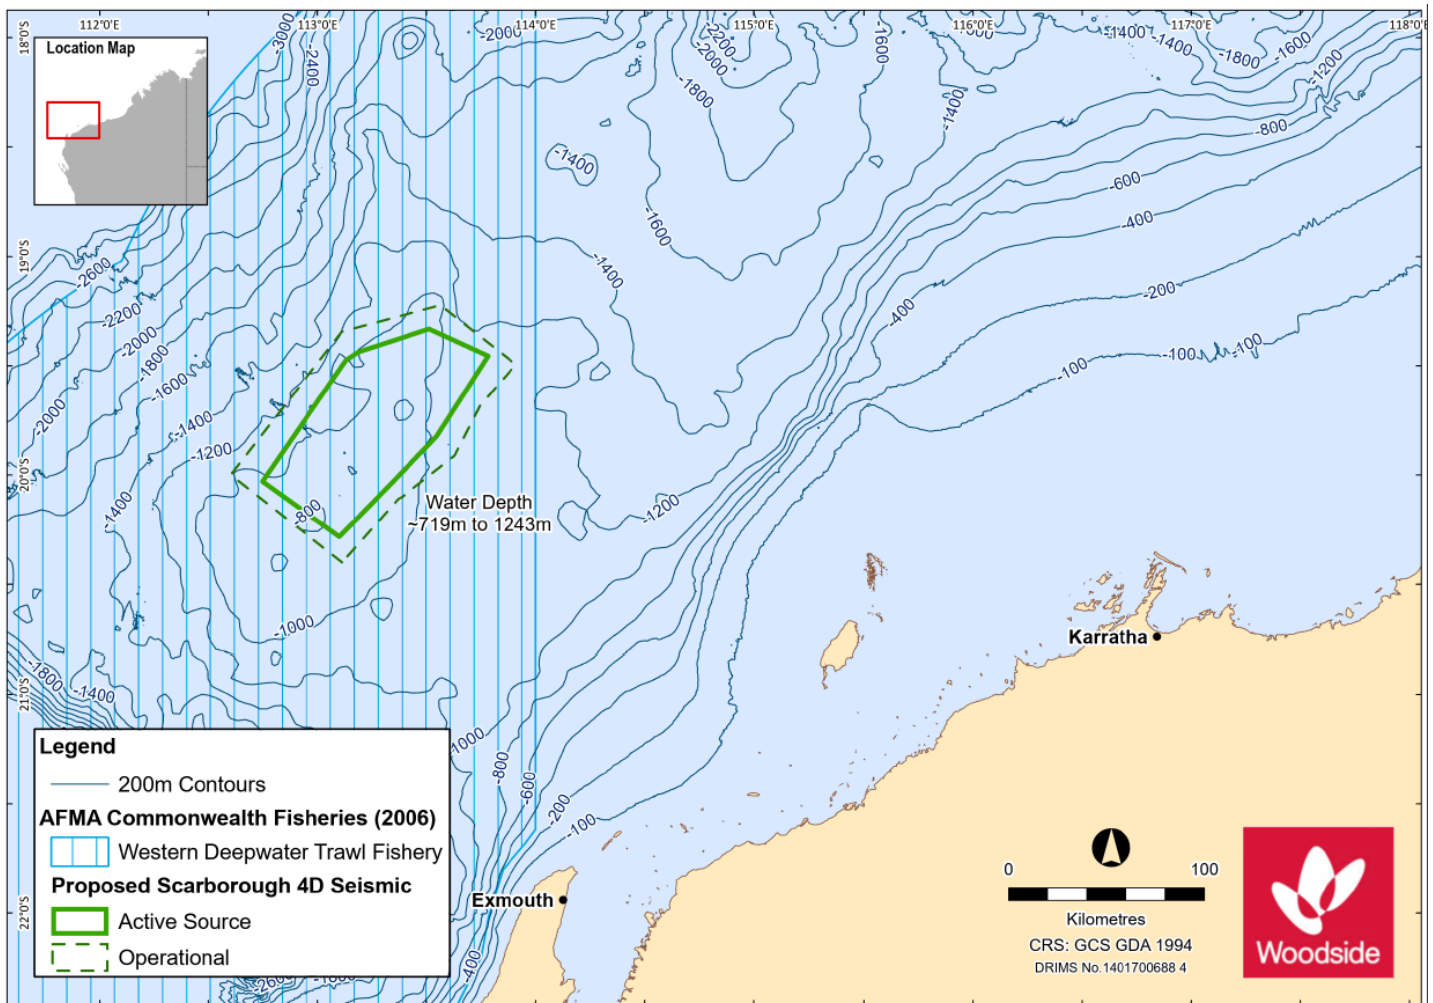 112°0'E
113°0'E
114°0'E
115°0'E
116°0'E
117°0'E
118°0'E
18°0'S
19°0'S
20°0'S
21°0'S
22°0'S
Location Map
-3000
-2400
-2000
-2200
-2000
-1800
-1600
-1600
-1400
-1400
-1400
-1800
-1600
-1200
-800
-600
-400
-1400
-1600
-1400
-200
-400
-100
-100
-100
-2600
-2200
-2000
-1800
-1600
-2000
-1400
-1200
-1400
-800
-1200
Water Depth
~719m to 1243m
-1000
-1800
-1400
Karratha
-1000
-800
-600
-200
-100
Exmouth
-400
Legend
200m Contours
AFMA Commonwealth Fisheries (2006)
Western Deepwater Trawl Fishery
Proposed Scarborough 4D Seismic
Active Source
Operational
0 100
Kilometres
CRS: GCS GDA 1994
DRIMS No.1401700688 4
Woodside